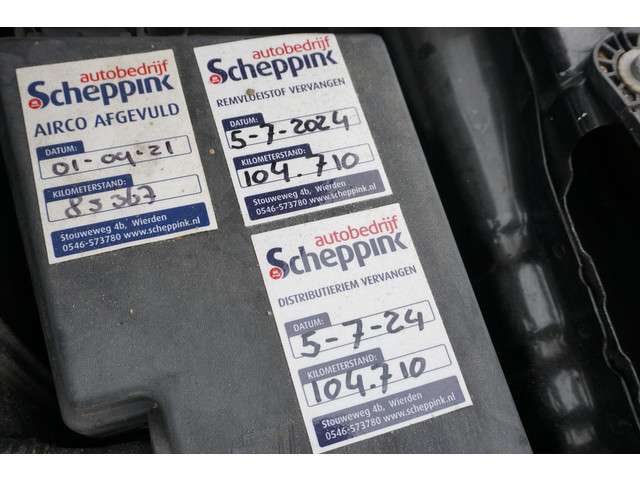 autobedrijf
Scheppink
AIRCO AFGEVULD
DATUM:
01-04-21
KILOMETERSTAND:
85367
Stouweweg 4b, Wierden
0546-573780 www.scheppink.nl
autobedrijf
Scheppink
REMVLOEISTOF VERVANGEN
DATUM:
5-7-2024
KILOMETERSTAND:
104.710
Stouweweg 4b, Wierden
0546-573780 www.scheppink.nl
autobedrijf
Scheppink
DISTRIBUTIERIEM VERVANGEN
DATUM:
5-7-24
KILOMETERSTAND:
104.710
Stouweweg 4b, Wierden
0546-573780 www.scheppink.nl